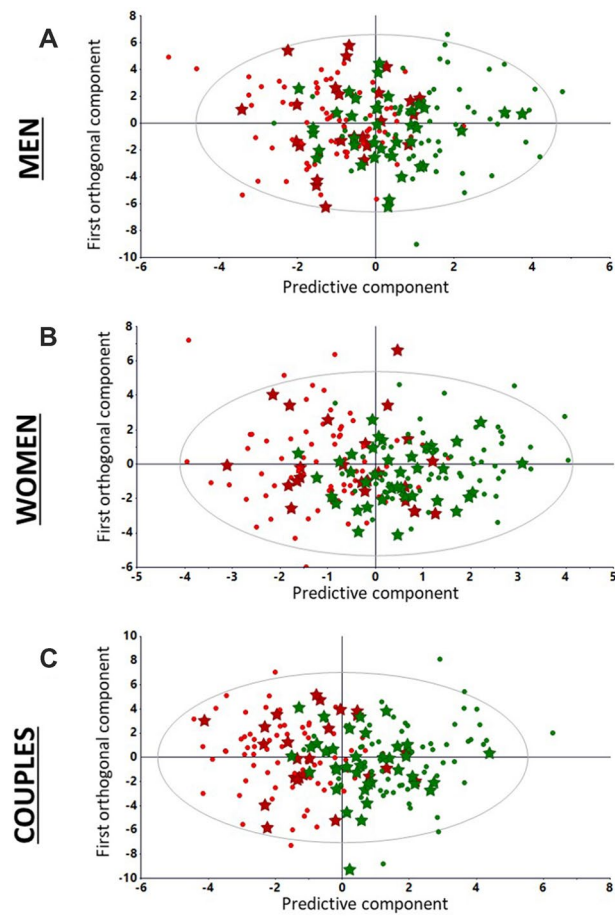 A
MEN
First orthogonal component
8
6
4
2
0
-2
-4
-6
-8
-10
-6 -4 -2 0 2 4 6
Predictive component
B
WOMEN
First orthogonal component
8
6
4
2
0
-2
-4
-6
-5 -4 -3 -2 -1 0 1 2 3 4 5
Predictive component
C
COUPLES
First orthogonal component
10
8
6
4
2
0
-2
-4
-6
-8
-10
-6 -4 -2 0 2 4 6 8
Predictive component